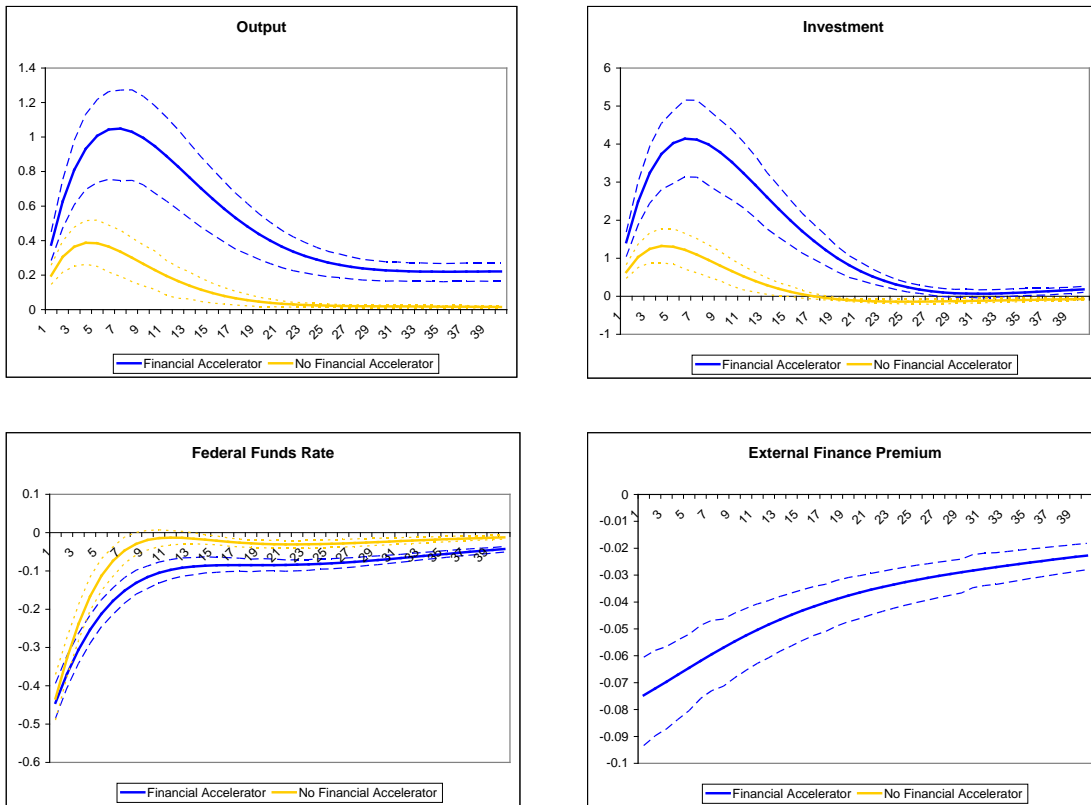 Output
1.4
1.2
1
0.8
0.6
0.4
0.2
0
1 3 5 7 9 11 13 15 17 19 21 23 25 27 29 31 33 35 37 39
Financial Accelerator No Financial Accelerator
Investment
6
5
4
3
2
1
0
-1
1 3 5 7 9 11 13 15 17 19 21 23 25 27 29 31 33 35 37 39
Financial Accelerator No Financial Accelerator
Federal Funds Rate
0.1
0
-0.1
-0.2
-0.3
-0.4
-0.5
-0.6
1 3 5 7 9 11 13 15 17 19 21 23 25 27 29 31 33 35 37 39
Financial Accelerator No Financial Accelerator
External Finance Premium
0
-0.01
-0.02
-0.03
-0.04
-0.05
-0.06
-0.07
-0.08
-0.09
-0.1
1 3 5 7 9 11 13 15 17 19 21 23 25 27 29 31 33 35 37 39
Financial Accelerator No Financial Accelerator